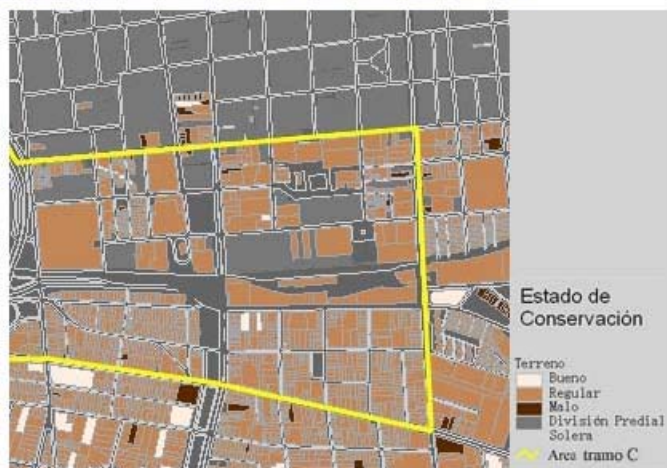 Estado de
Conservación
Terreno
Bueno
Regular
Malo
División Predial
Solera
Area tramo C